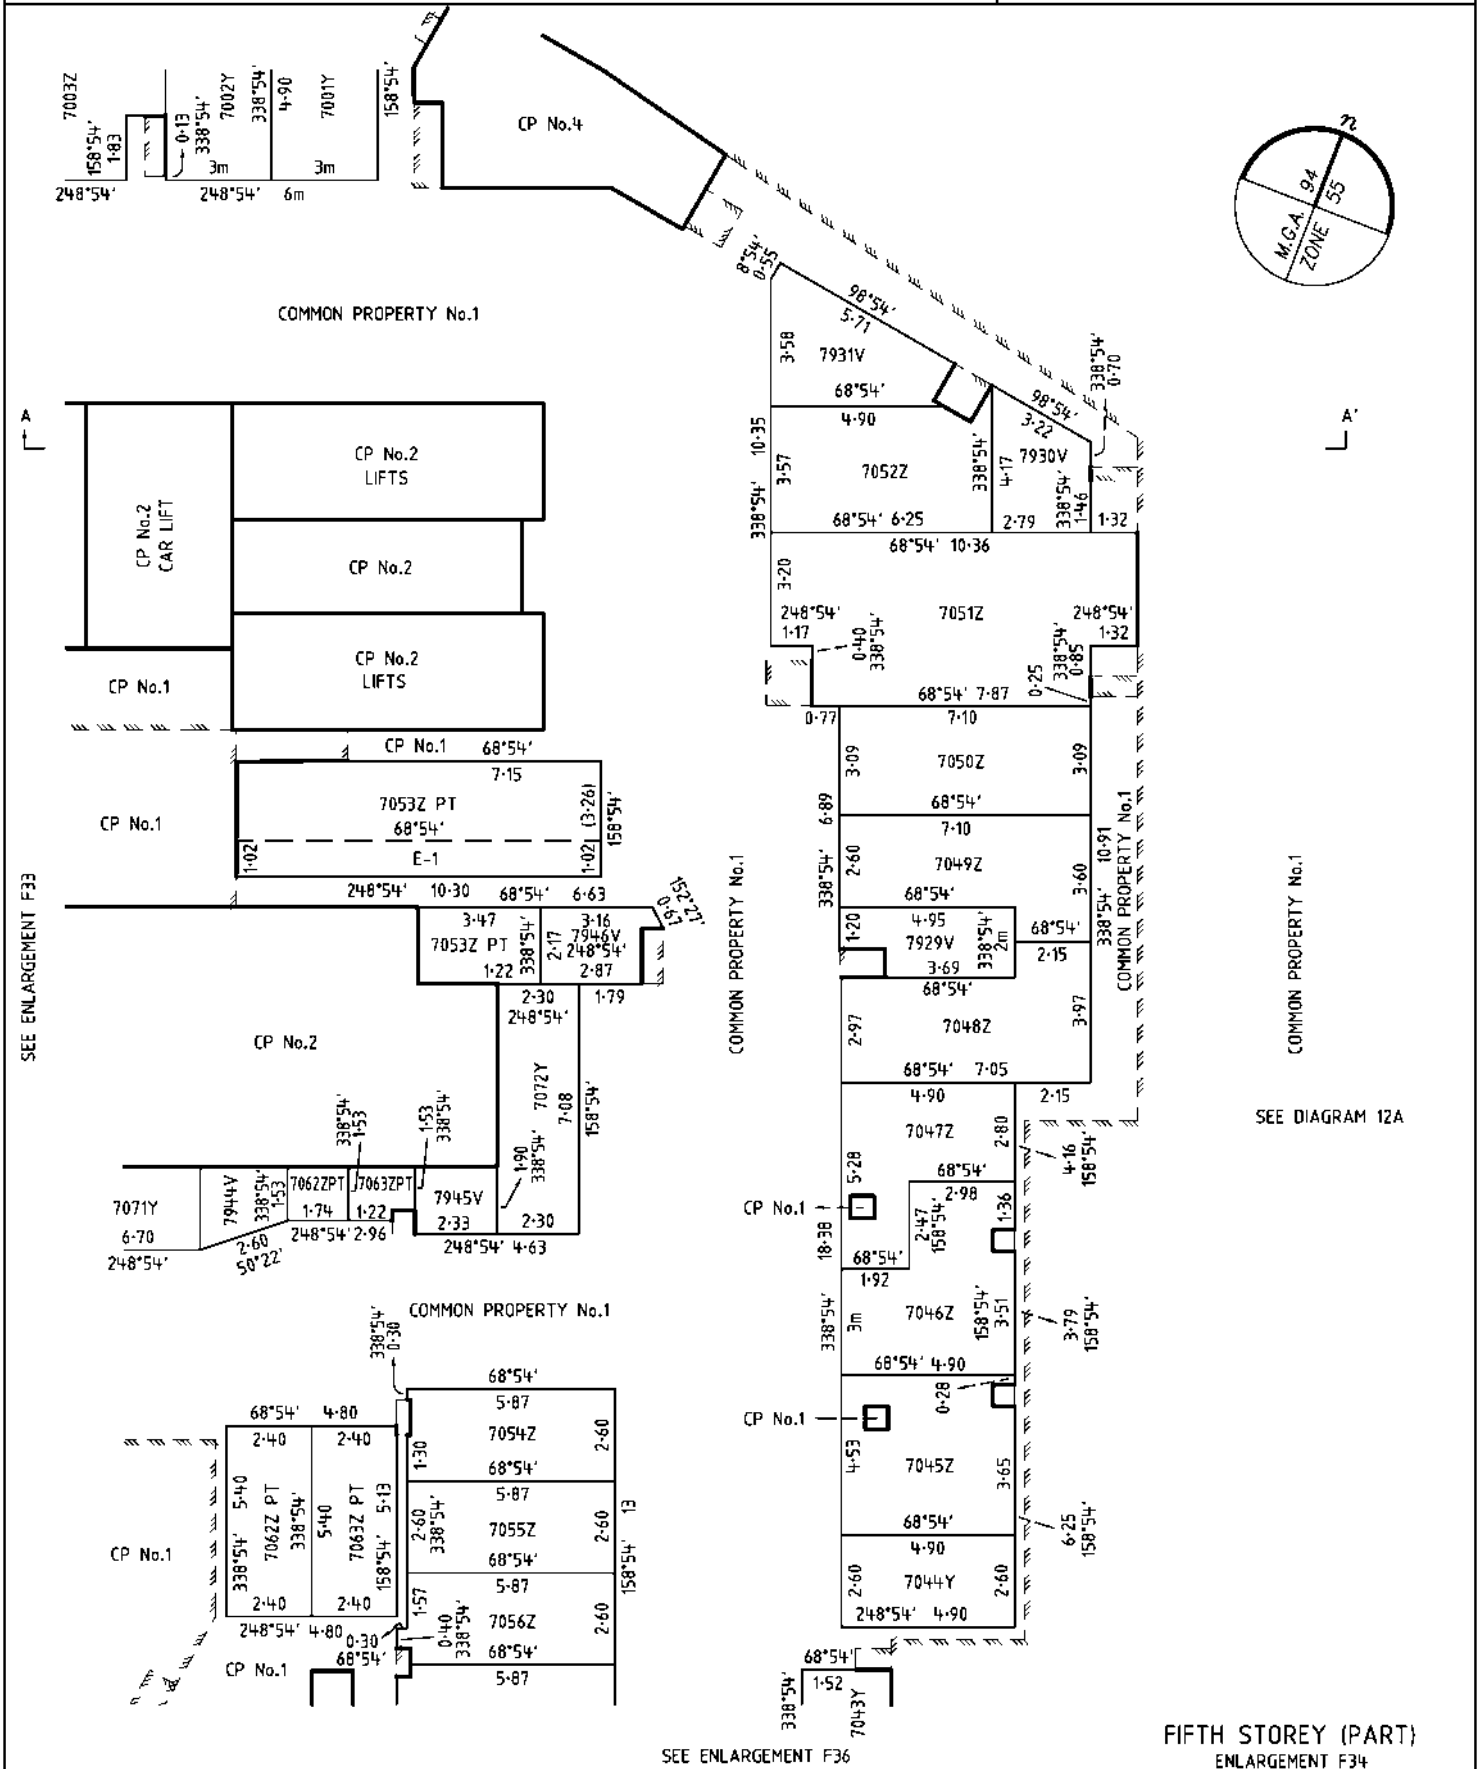 7003Z
158°54'
1·83
248°54'
0·13
338°54'
7002Y
338°54'
4·90
7001Y
158°54'
3m
3m
248°54' 6m
CP No.4
n
M.G.A. 94
ZONE 55
COMMON PROPERTY No.1
8°54'
0·55
98°54'
5·71
3·58
7931V
68°54'
4·90
338°54'
0·70
98°54'
3·22
7930V
A
A'
CP No.2
LIFTS
CP No.2
CAR LIFT
CP No.2
CP No.2
LIFTS
CP No.1
10·35
338°54'
3·57
7052Z
338°54'
4·17
338°54'
1·46
68°54' 6·25
2·79
1·32
68°54' 10·36
3·20
7051Z
248°54'
1·17
0·40
338°54'
248°54'
1·32
338°54'
0·85
0·25
68°54' 7·87
0·77
7·10
CP No.1 68°54'
7·15
7053Z PT
68°54'
(3·26)
158°54'
CP No.1
1·02
E-1
1·02
248°54' 10·30 68°54' 6·63
152°27'
0·67
3·09
7050Z
3·09
68°54'
7·10
6·89
338°54'
2·60
7049Z
3·60
68°54'
10·91
338°54'
COMMON PROPERTY No.1
COMMON PROPERTY No.1
COMMON PROPERTY No.1
SEE ENLARGEMENT F33
3·47
7053Z PT
1·22
338°54'
2·17
3·16
7946V
248°54'
2·87
2·30
248°54'
1·79
1·20
4·95
7929V
3·69
338°54'
2m
68°54'
2·15
68°54'
2·97
7048Z
3·97
68°54' 7·05
4·90
2·15
CP No.2
7072Y
7·08
158°54'
1·90
338°54'
338°54'
1·53
1·53
338°54'
7047Z
5·28
2·80
68°54'
4·16
158°54'
SEE DIAGRAM 12A
7071Y
6·70
248°54'
7944V
338°54'
1·53
2·60
50°22'
7062ZPT
1·74
7063ZPT
1·22
248°54' 2·96
7945V
2·33
2·30
248°54' 4·63
CP No.1
18·38
338°54'
2·98
2·47
158°54'
1·36
68°54'
1·92
7046Z
3m
158°54'
3·51
3·79
158°54'
68°54' 4·90
0·28
COMMON PROPERTY No.1
338°54'
0·30
68°54'
5·87
68°54' 4·80
2·40
2·40
7054Z
1·30
2·60
68°54'
5·87
CP No.1
4·53
7045Z
3·65
68°54'
6·25
158°54'
4·90
CP No.1
338°54' 5·40
7062Z PT
338°54'
5·40
7063Z PT
158°54' 5·13
2·60
338°54'
7055Z
2·60
68°54'
158°54' 13
5·87
2·40
2·40
248°54' 4·80
1·57
7056Z
2·60
0·30
68°54'
0·40
338°54'
68°54'
5·87
CP No.1
2·60
7044Y
2·60
248°54' 4·90
68°54'
1·52
338°54'
7043Y
SEE ENLARGEMENT F36
FIFTH STOREY (PART)
ENLARGEMENT F34